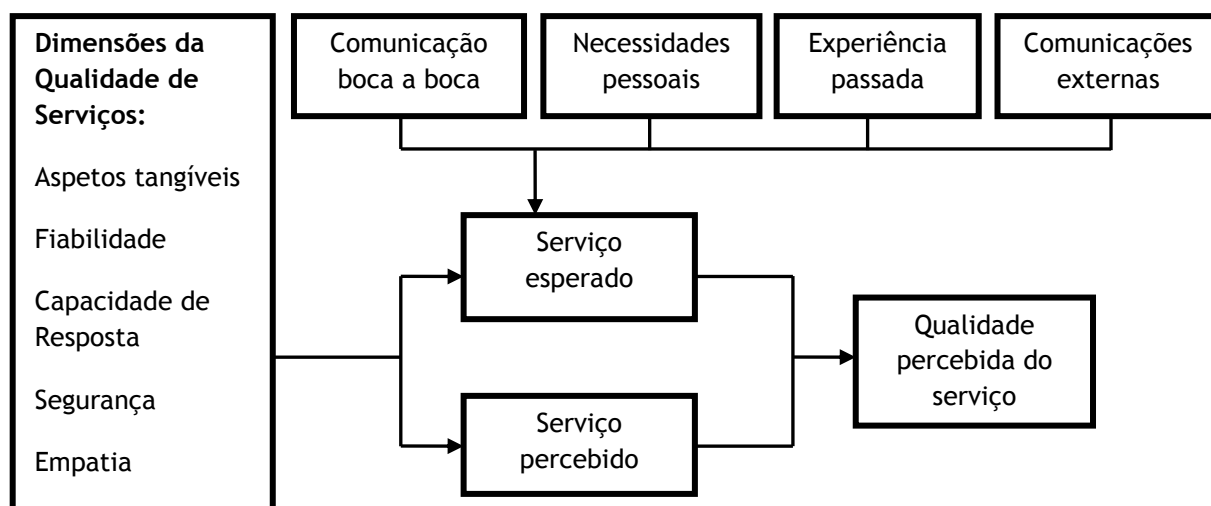 Dimensões da
Qualidade de
Serviços:
Aspetos tangíveis
Fiabilidade
Capacidade de
Resposta
Segurança
Empatia
Comunicação
boca a boca
Necessidades
pessoais
Experiência
passada
Comunicações
externas
Serviço
esperado
Serviço
percebido
Qualidade
percebida do
serviço